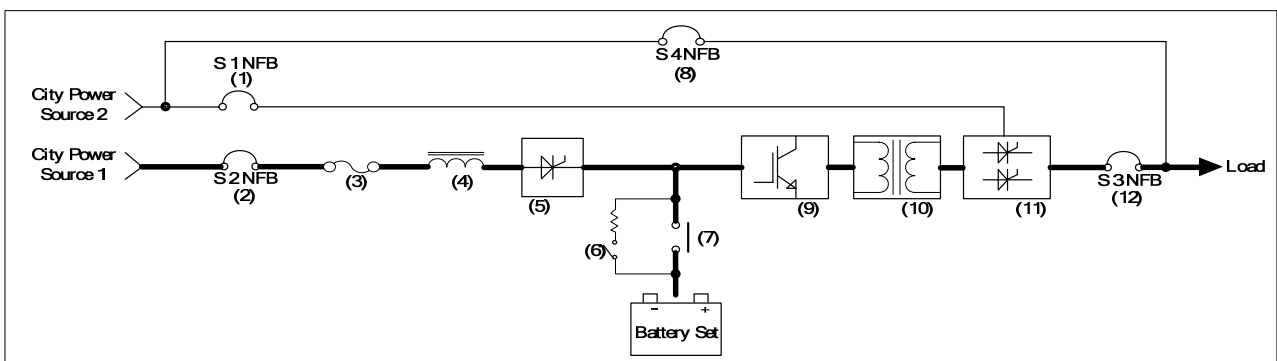 S4NFB
(8)
S1NFB
(1)
City Power
Source 2
City Power
Source 1
S2NFB
(2)
(3)
(4)
(5)
(6)
(7)
(9)
(10)
(11)
S3NFB
(12)
Load
- +
Battery Set